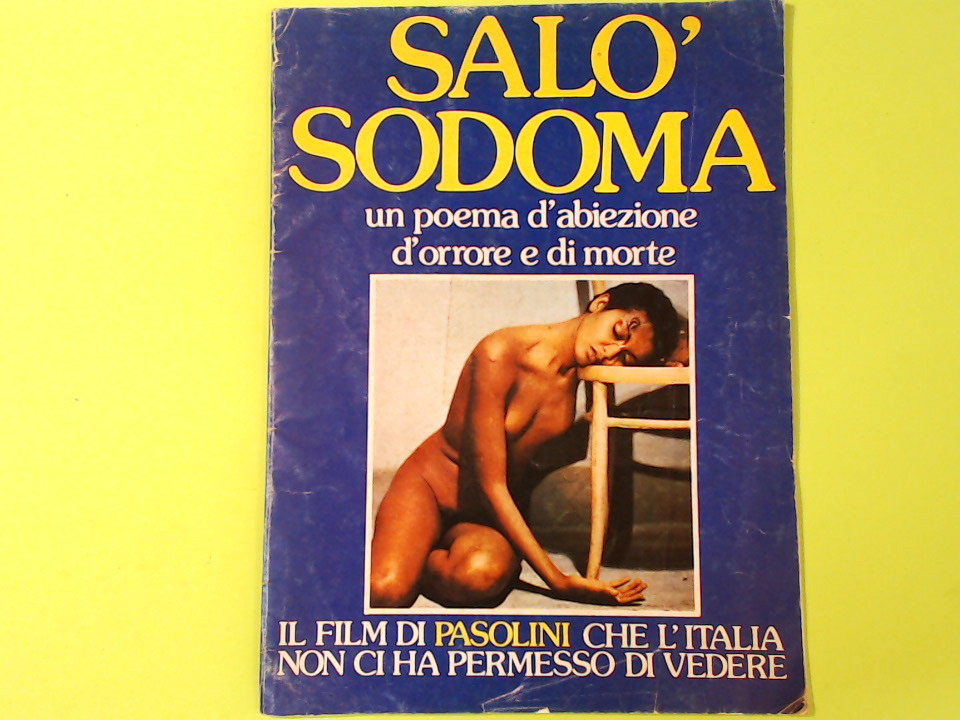 SALO'
SODOMA
un poema d'abiezione
d'orrore e di morte
IL FILM DI PASOLINI CHE L'ITALIA
NON CI HA PERMESSO DI VEDERE